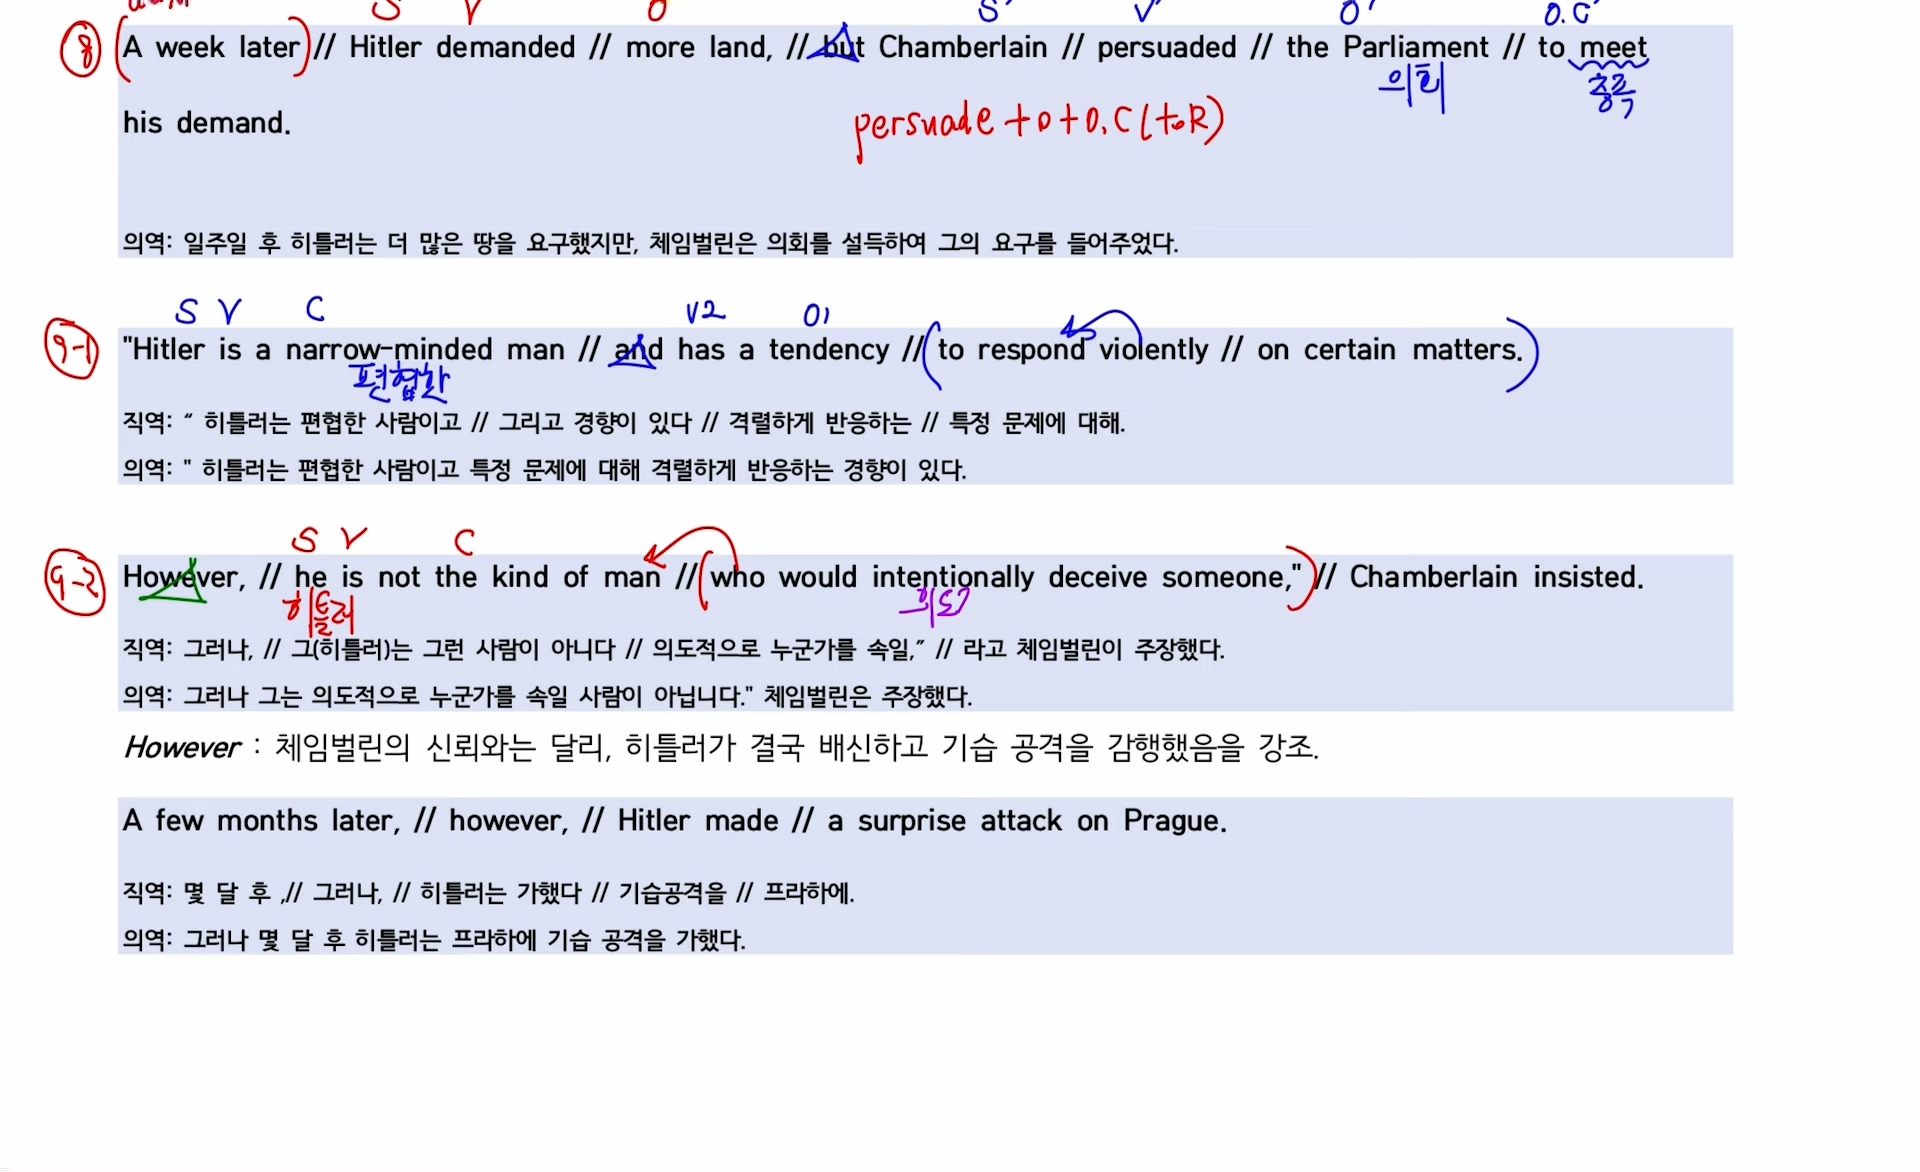 S V O S' V' O' O.C'
⑧ (A week later) // Hitler demanded // more land, // but Chamberlain // persuaded // the Parliament // to meet
의회 충족
his demand.
persuade + O + O.C (to R)
의역: 일주일 후 히틀러는 더 많은 땅을 요구했지만, 체임벌린은 의회를 설득하여 그의 요구를 들어주었다.
S V C V2 O1
9-1 "Hitler is a narrow-minded man // and has a tendency // (to respond violently // on certain matters.)
편협한
직역: “ 히틀러는 편협한 사람이고 // 그리고 경향이 있다 // 격렬하게 반응하는 // 특정 문제에 대해.
의역: " 히틀러는 편협한 사람이고 특정 문제에 대해 격렬하게 반응하는 경향이 있다.
S V C
9-2 However, // he is not the kind of man // (who would intentionally deceive someone,") // Chamberlain insisted.
히틀러 의도
직역: 그러나, // 그(히틀러)는 그런 사람이 아니다 // 의도적으로 누군가를 속일,” // 라고 체임벌린이 주장했다.
의역: 그러나 그는 의도적으로 누군가를 속일 사람이 아닙니다." 체임벌린은 주장했다.
However : 체임벌린의 신뢰와는 달리, 히틀러가 결국 배신하고 기습 공격을 감행했음을 강조.
A few months later, // however, // Hitler made // a surprise attack on Prague.
직역: 몇 달 후 ,// 그러나, // 히틀러는 가했다 // 기습공격을 // 프라하에.
의역: 그러나 몇 달 후 히틀러는 프라하에 기습 공격을 가했다.